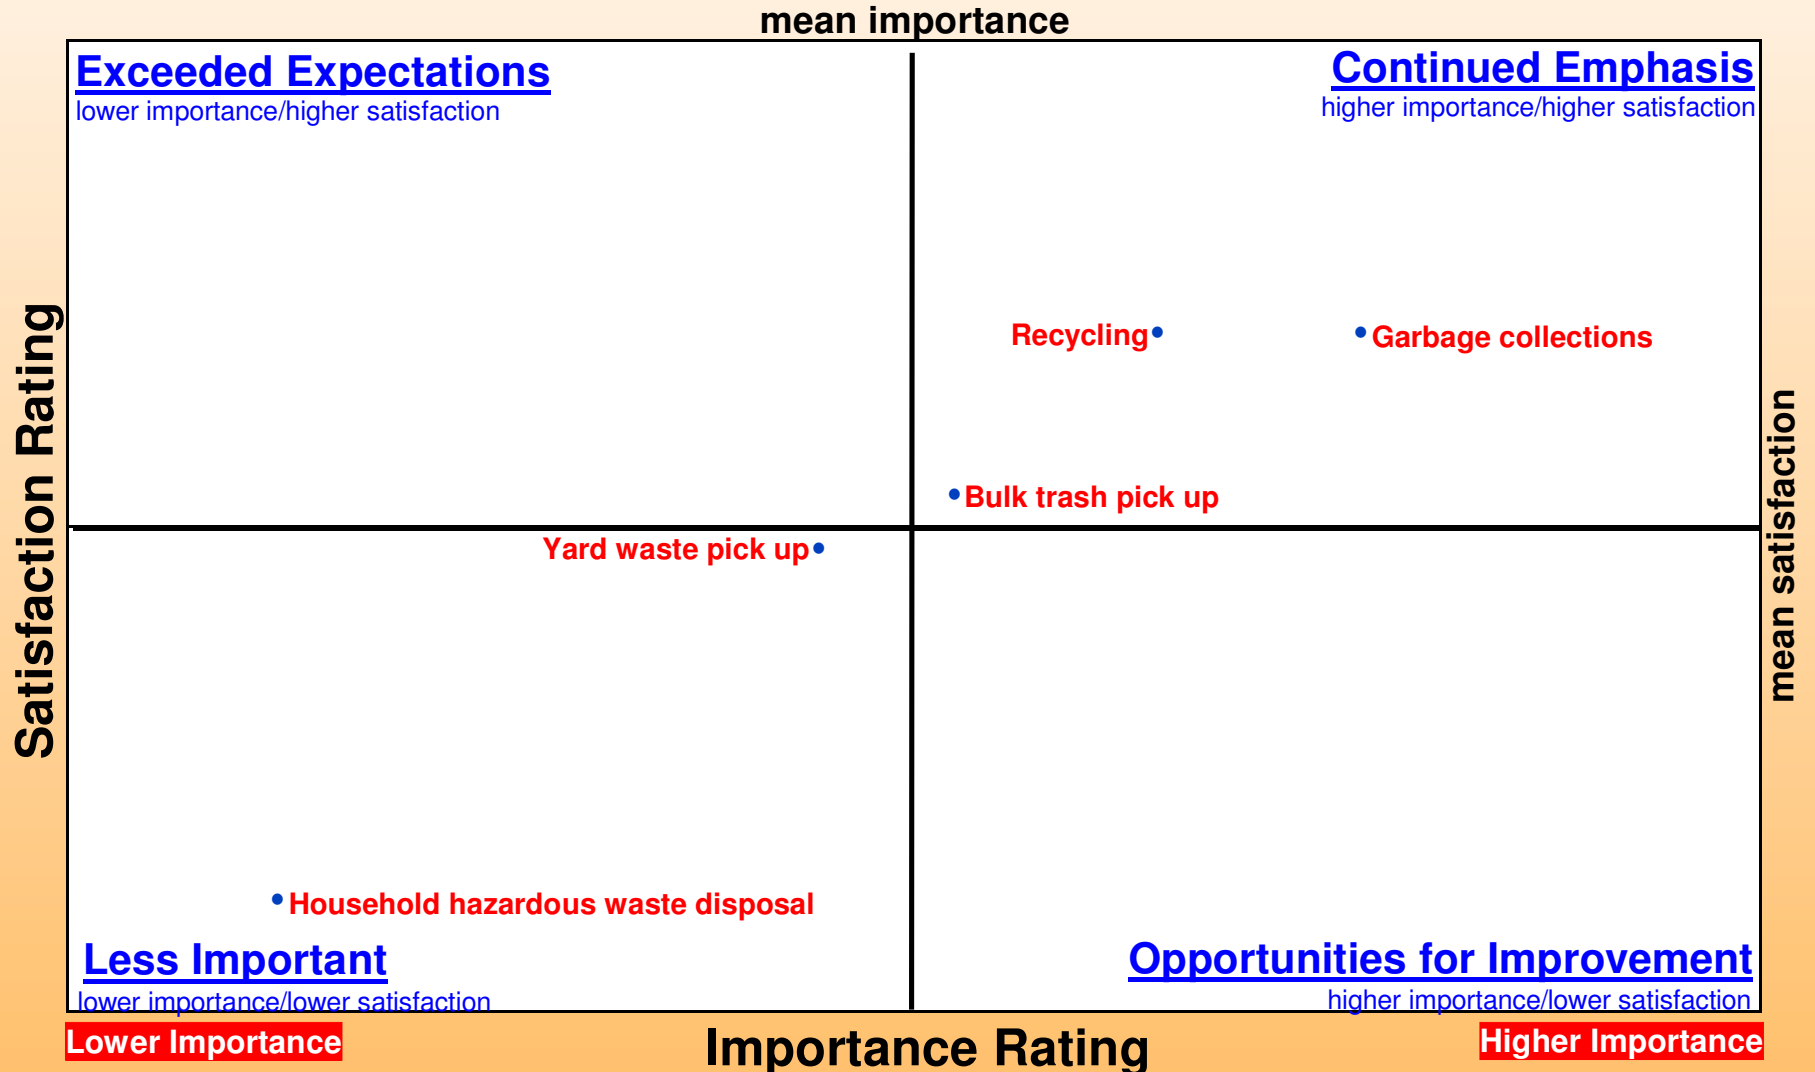 mean importance
Exceeded Expectations
lower importance/higher satisfaction
Continued Emphasis
higher importance/higher satisfaction
Recycling
Garbage collections
Bulk trash pick up
Satisfaction Rating
mean satisfaction
Yard waste pick up
Household hazardous waste disposal
Less Important
lower importance/lower satisfaction
Opportunities for Improvement
higher importance/lower satisfaction
Lower Importance
Importance Rating
Higher Importance